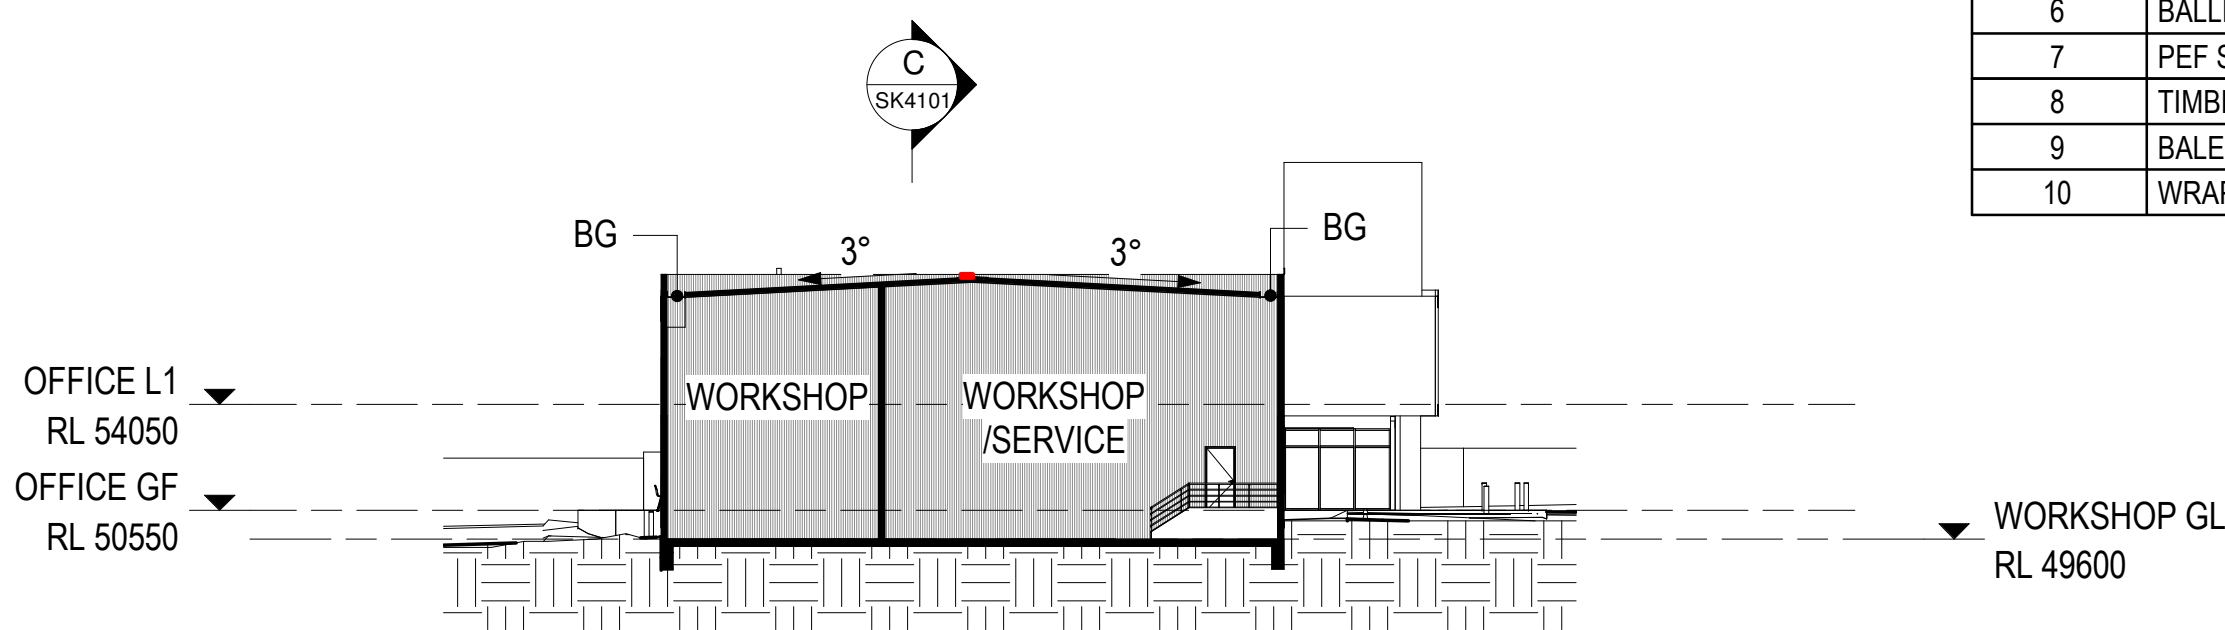 C
SK4101
6
7
8
9
10
BALE
BG
BG
3°
3°
OFFICE L1
RL 54050
WORKSHOP
WORKSHOP
/SERVICE
OFFICE GF
RL 50550
WORKSHOP GL
RL 49600